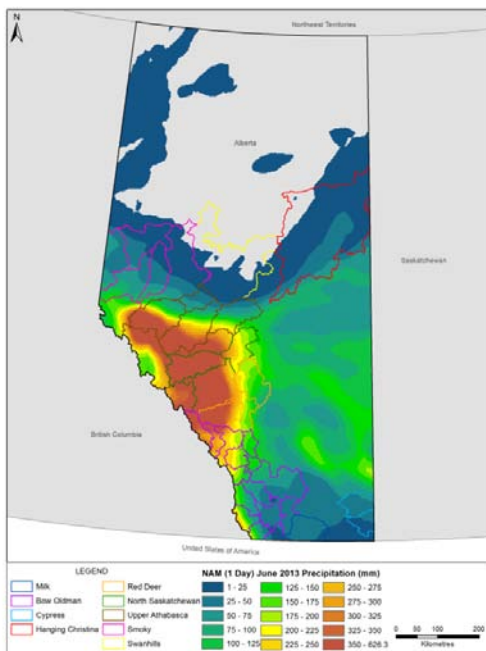 N
Northwest Territories
Alberta
Saskatchewan
British Columbia
United States of America
LEGEND
Milk
Bow Oldman
Cypress
Hanging Christina
Red Deer
North Saskatchewan
Upper Athabasca
Smoky
Swanhills
NAM (1 Day) June 2013 Precipitation (mm)
1 - 25
25 - 50
50 - 75
75 - 100
100 - 125
125 - 150
150 - 175
175 - 200
200 - 225
225 - 250
250 - 275
275 - 300
300 - 325
325 - 350
350 - 626.3
0 100 200
Kilometres